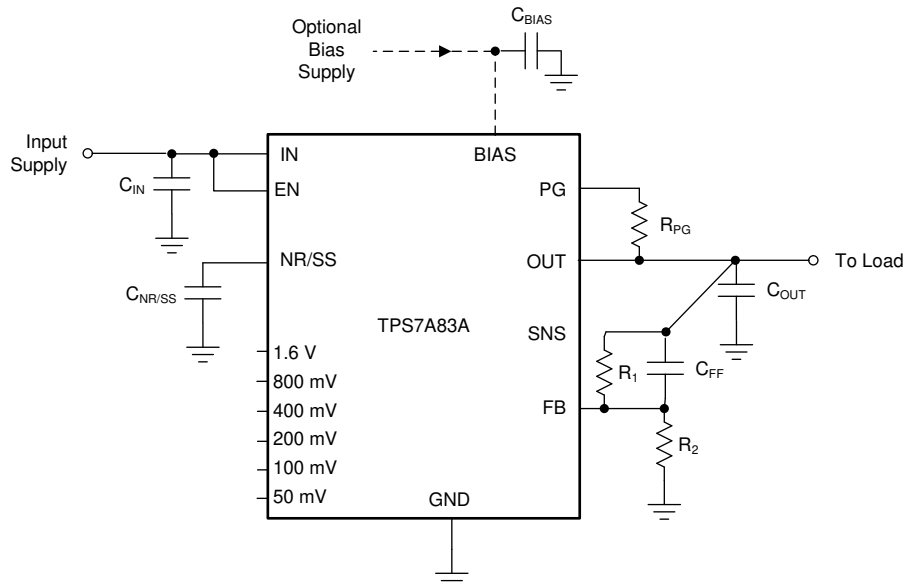 Optional
Bias
Supply
C_BIAS
Input
Supply
C_IN
IN
EN
BIAS
PG
R_PG
NR/SS
C_NR/SS
OUT
To Load
C_OUT
TPS7A83A
SNS
R_1
C_FF
FB
R_2
1.6 V
800 mV
400 mV
200 mV
100 mV
50 mV
GND